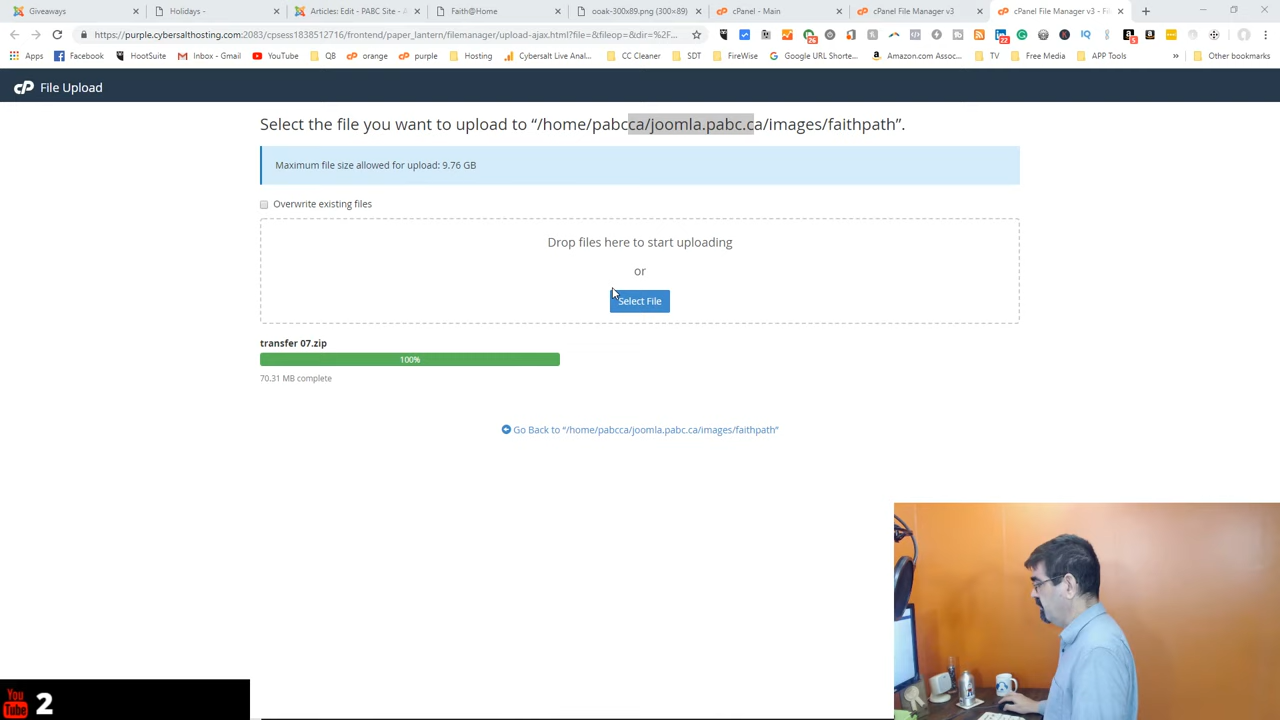 Giveaways
Holidays -
Articles: Edit - PABC Site - A
Faith@Home
ooak-300x89.png (300×89)
cPanel - Main
cPanel File Manager v3
cPanel File Manager v3 - Fi
https://purple.cybersalthosting.com:2083/cpsess1838512716/frontend/paper_lantern/filemanager/upload-ajax.html?file=&fileop=&dir=%2F...
Apps
Facebook
HootSuite
Inbox - Gmail
YouTube
QB
orange
purple
Hosting
Cybersalt Live Anal...
CC Cleaner
SDT
FireWise
Google URL Shorte...
Amazon.com Assoc...
TV
Free Media
APP Tools
»
Other bookmarks
cP File Upload
Select the file you want to upload to “/home/pabcca/joomla.pabc.ca/images/faithpath”.
Maximum file size allowed for upload: 9.76 GB
Overwrite existing files
Drop files here to start uploading
or
Select File
transfer 07.zip
100%
70.31 MB complete
Go Back to “/home/pabcca/joomla.pabc.ca/images/faithpath”
You Tube 2